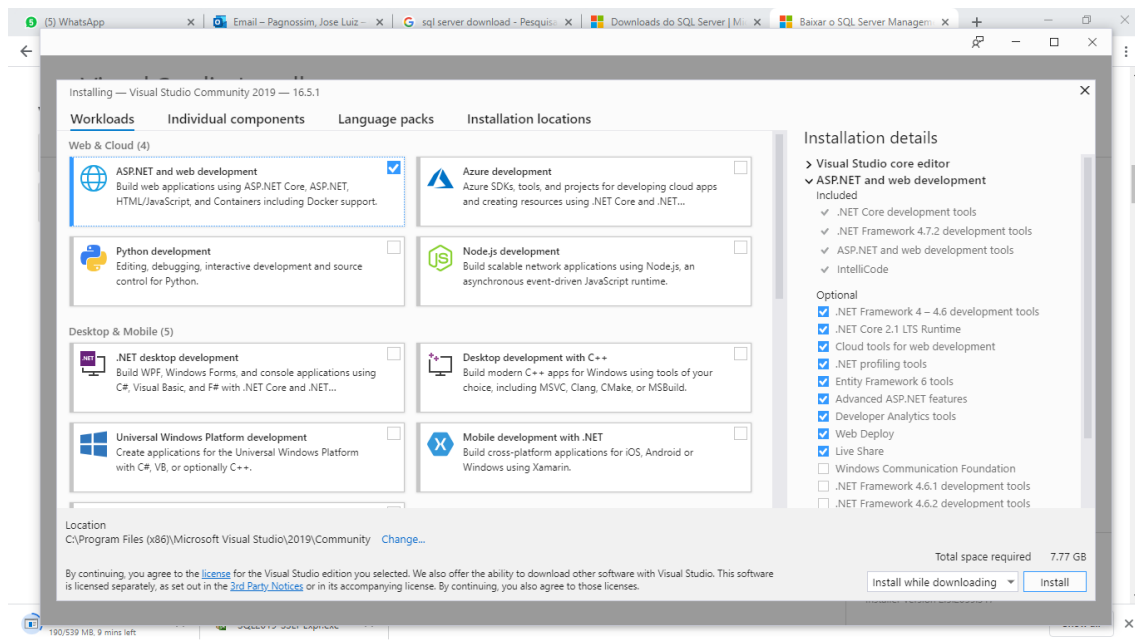 (5) WhatsApp
Email – Pagnossim, Jose Luiz –
sql server download - Pesquisa
Downloads do SQL Server | Mi
Baixar o SQL Server Managem
Installing — Visual Studio Community 2019 — 16.5.1
Workloads Individual components Language packs Installation locations
Web & Cloud (4)
ASP.NET and web development
Build web applications using ASP.NET Core, ASP.NET,
HTML/JavaScript, and Containers including Docker support.
Azure development
Azure SDKs, tools, and projects for developing cloud apps
and creating resources using .NET Core and .NET...
Python development
Editing, debugging, interactive development and source
control for Python.
Node.js development
Build scalable network applications using Node.js, an
asynchronous event-driven JavaScript runtime.
Desktop & Mobile (5)
.NET desktop development
Build WPF, Windows Forms, and console applications using
C#, Visual Basic, and F# with .NET Core and .NET...
Desktop development with C++
Build modern C++ apps for Windows using tools of your
choice, including MSVC, Clang, CMake, or MSBuild.
Universal Windows Platform development
Create applications for the Universal Windows Platform
with C#, VB, or optionally C++.
Mobile development with .NET
Build cross-platform applications for iOS, Android or
Windows using Xamarin.
Installation details
Visual Studio core editor
ASP.NET and web development
Included
.NET Core development tools
.NET Framework 4.7.2 development tools
ASP.NET and web development tools
IntelliCode
Optional
.NET Framework 4 – 4.6 development tools
.NET Core 2.1 LTS Runtime
Cloud tools for web development
.NET profiling tools
Entity Framework 6 tools
Advanced ASP.NET features
Developer Analytics tools
Web Deploy
Live Share
Windows Communication Foundation
.NET Framework 4.6.1 development tools
.NET Framework 4.6.2 development tools
Location
C:\Program Files (x86)\Microsoft Visual Studio\2019\Community Change...
Total space required 7.77 GB
By continuing, you agree to the license for the Visual Studio edition you selected. We also offer the ability to download other software with Visual Studio. This software
is licensed separately, as set out in the 3rd Party Notices or in its accompanying license. By continuing, you also agree to those licenses.
Install while downloading Install
190/539 MB, 9 mins left